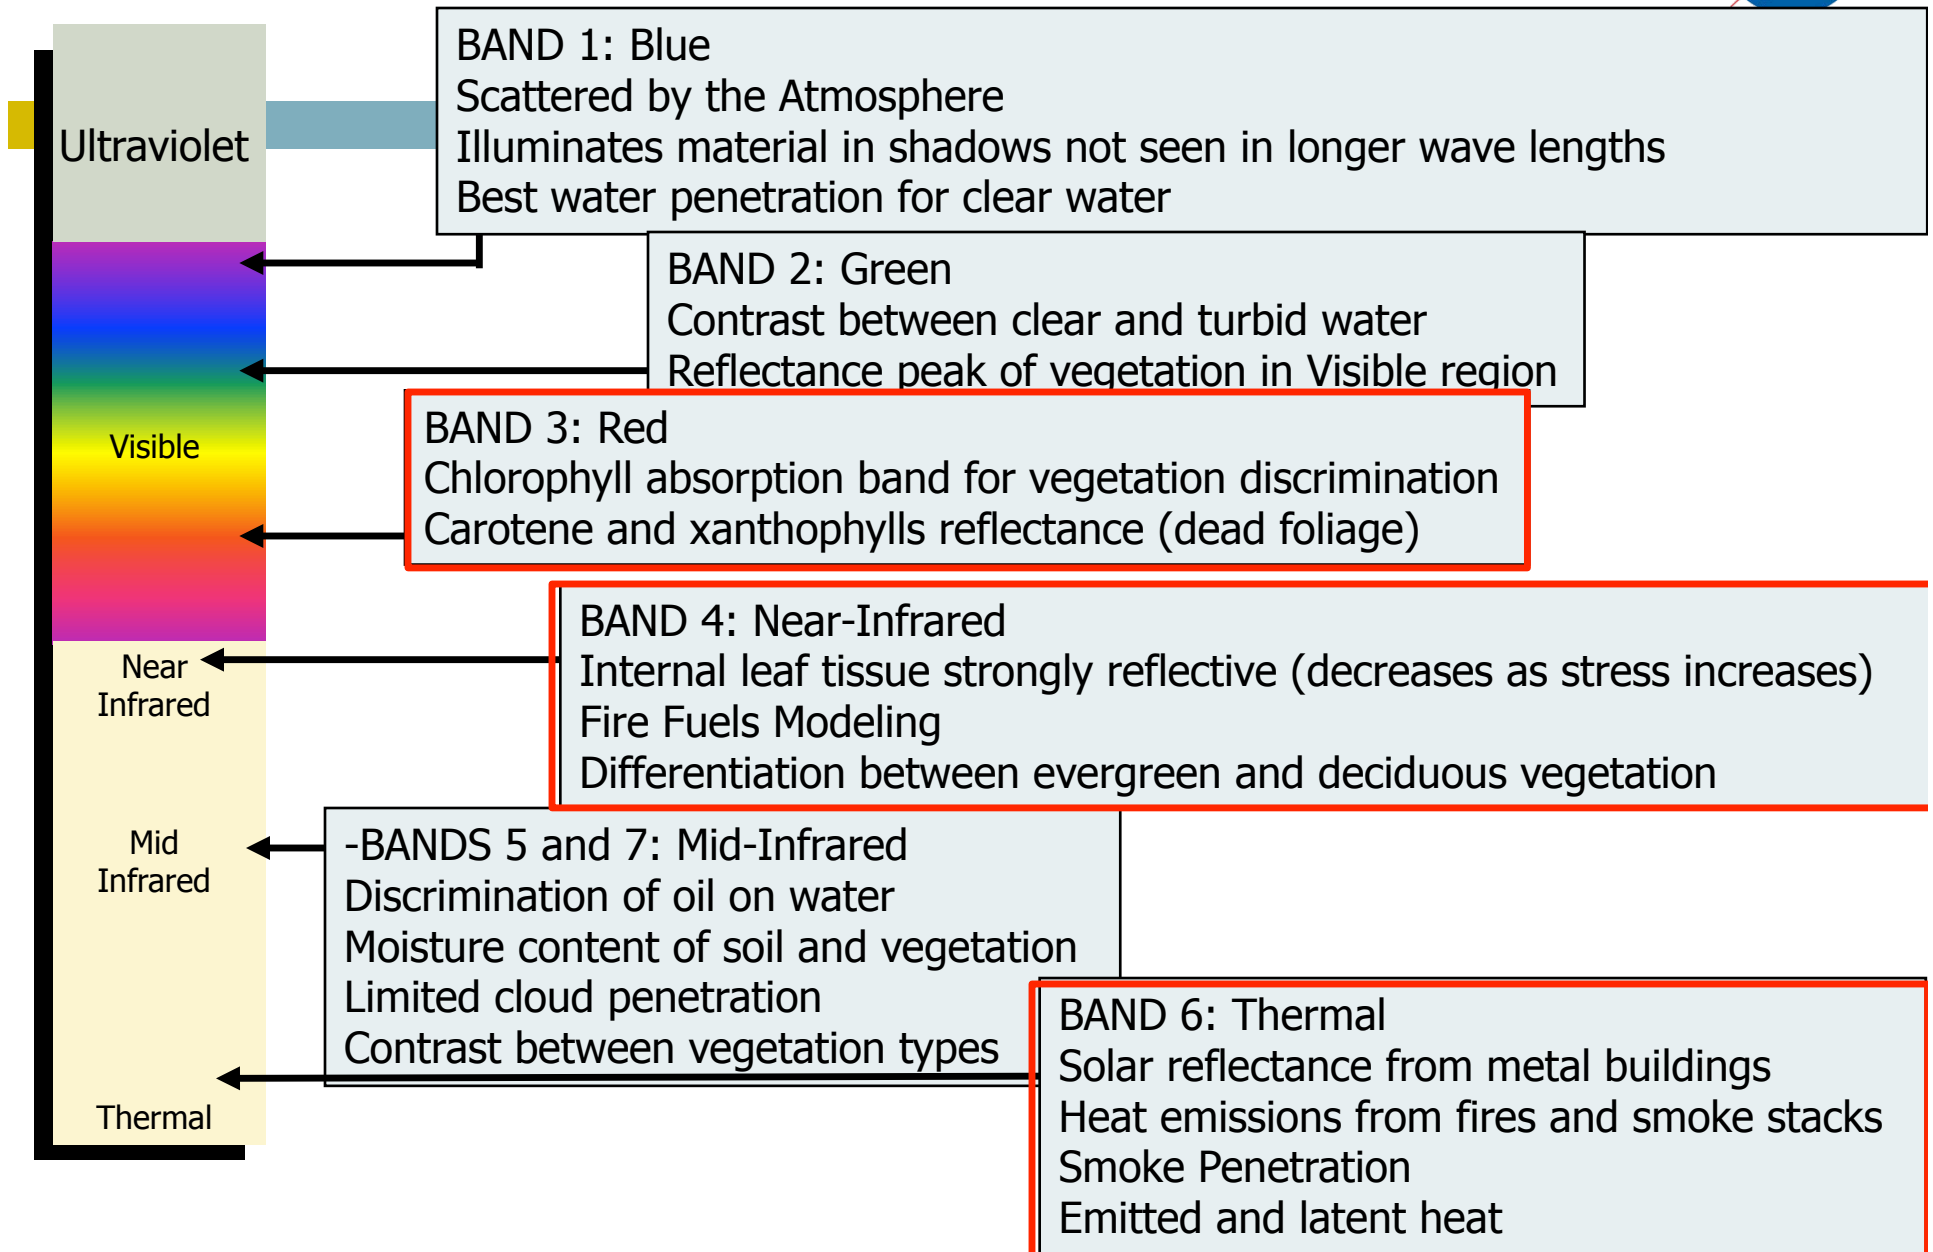 Ultraviolet
BAND 1: Blue
Scattered by the Atmosphere
Illuminates material in shadows not seen in longer wave lengths
Best water penetration for clear water
BAND 2: Green
Contrast between clear and turbid water
Reflectance peak of vegetation in Visible region
Visible
BAND 3: Red
Chlorophyll absorption band for vegetation discrimination
Carotene and xanthophylls reflectance (dead foliage)
Near
Infrared
BAND 4: Near-Infrared
Internal leaf tissue strongly reflective (decreases as stress increases)
Fire Fuels Modeling
Differentiation between evergreen and deciduous vegetation
Mid
Infrared
-BANDS 5 and 7: Mid-Infrared
Discrimination of oil on water
Moisture content of soil and vegetation
Limited cloud penetration
Contrast between vegetation types
Thermal
BAND 6: Thermal
Solar reflectance from metal buildings
Heat emissions from fires and smoke stacks
Smoke Penetration
Emitted and latent heat